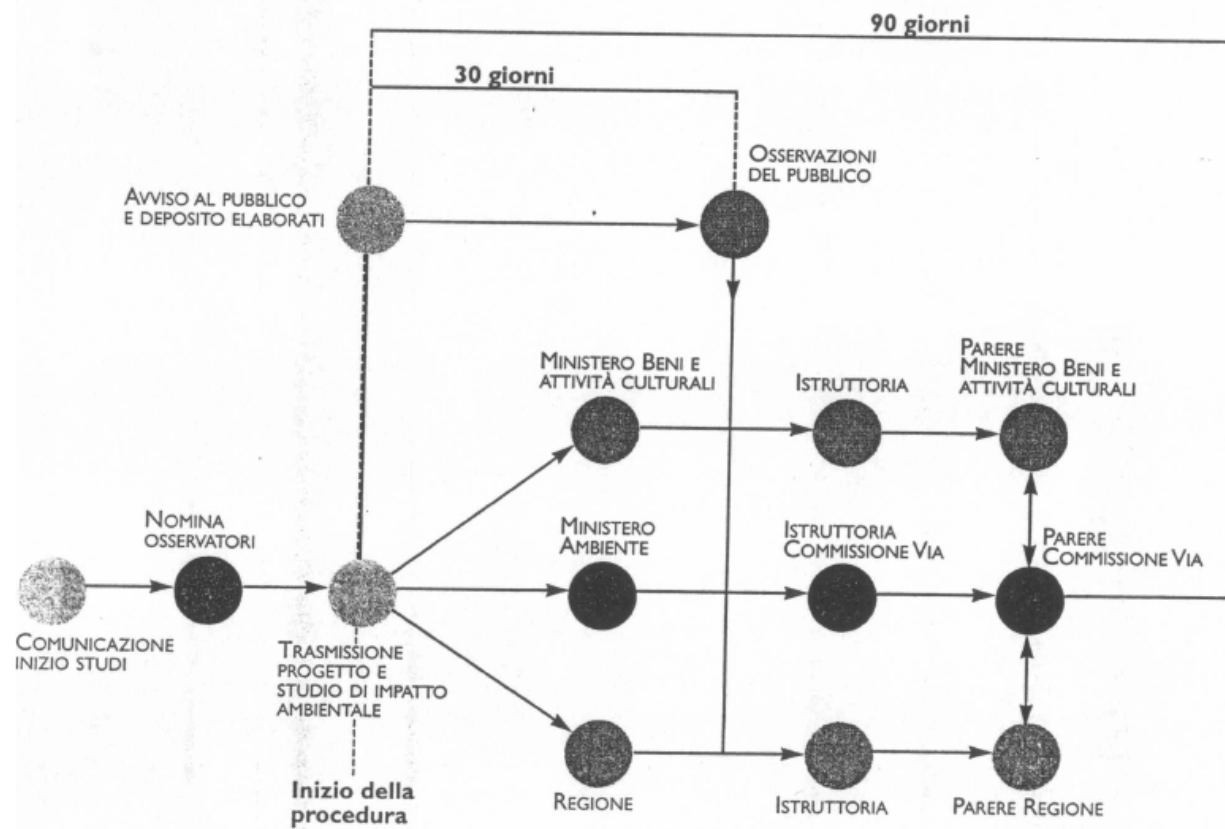 90 giorni
30 giorni
OSSERVAZIONI
DEL PUBBLICO
AVVISO AL PUBBLICO
E DEPOSITO ELABORATI
MINISTERO BENI E
ATTIVITÀ CULTURALI
ISTRUTTORIA
PARERE
MINISTERO BENI E
ATTIVITÀ CULTURALI
NOMINA
OSSERVATORI
MINISTERO
AMBIENTE
ISTRUTTORIA
COMMISSIONE VIA
PARERE
COMMISSIONE VIA
COMUNICAZIONE
INIZIO STUDI
TRASMISSIONE
PROGETTO E
STUDIO DI IMPATTO
AMBIENTALE
Inizio della
procedura
REGIONE
ISTRUTTORIA
PARERE REGIONE